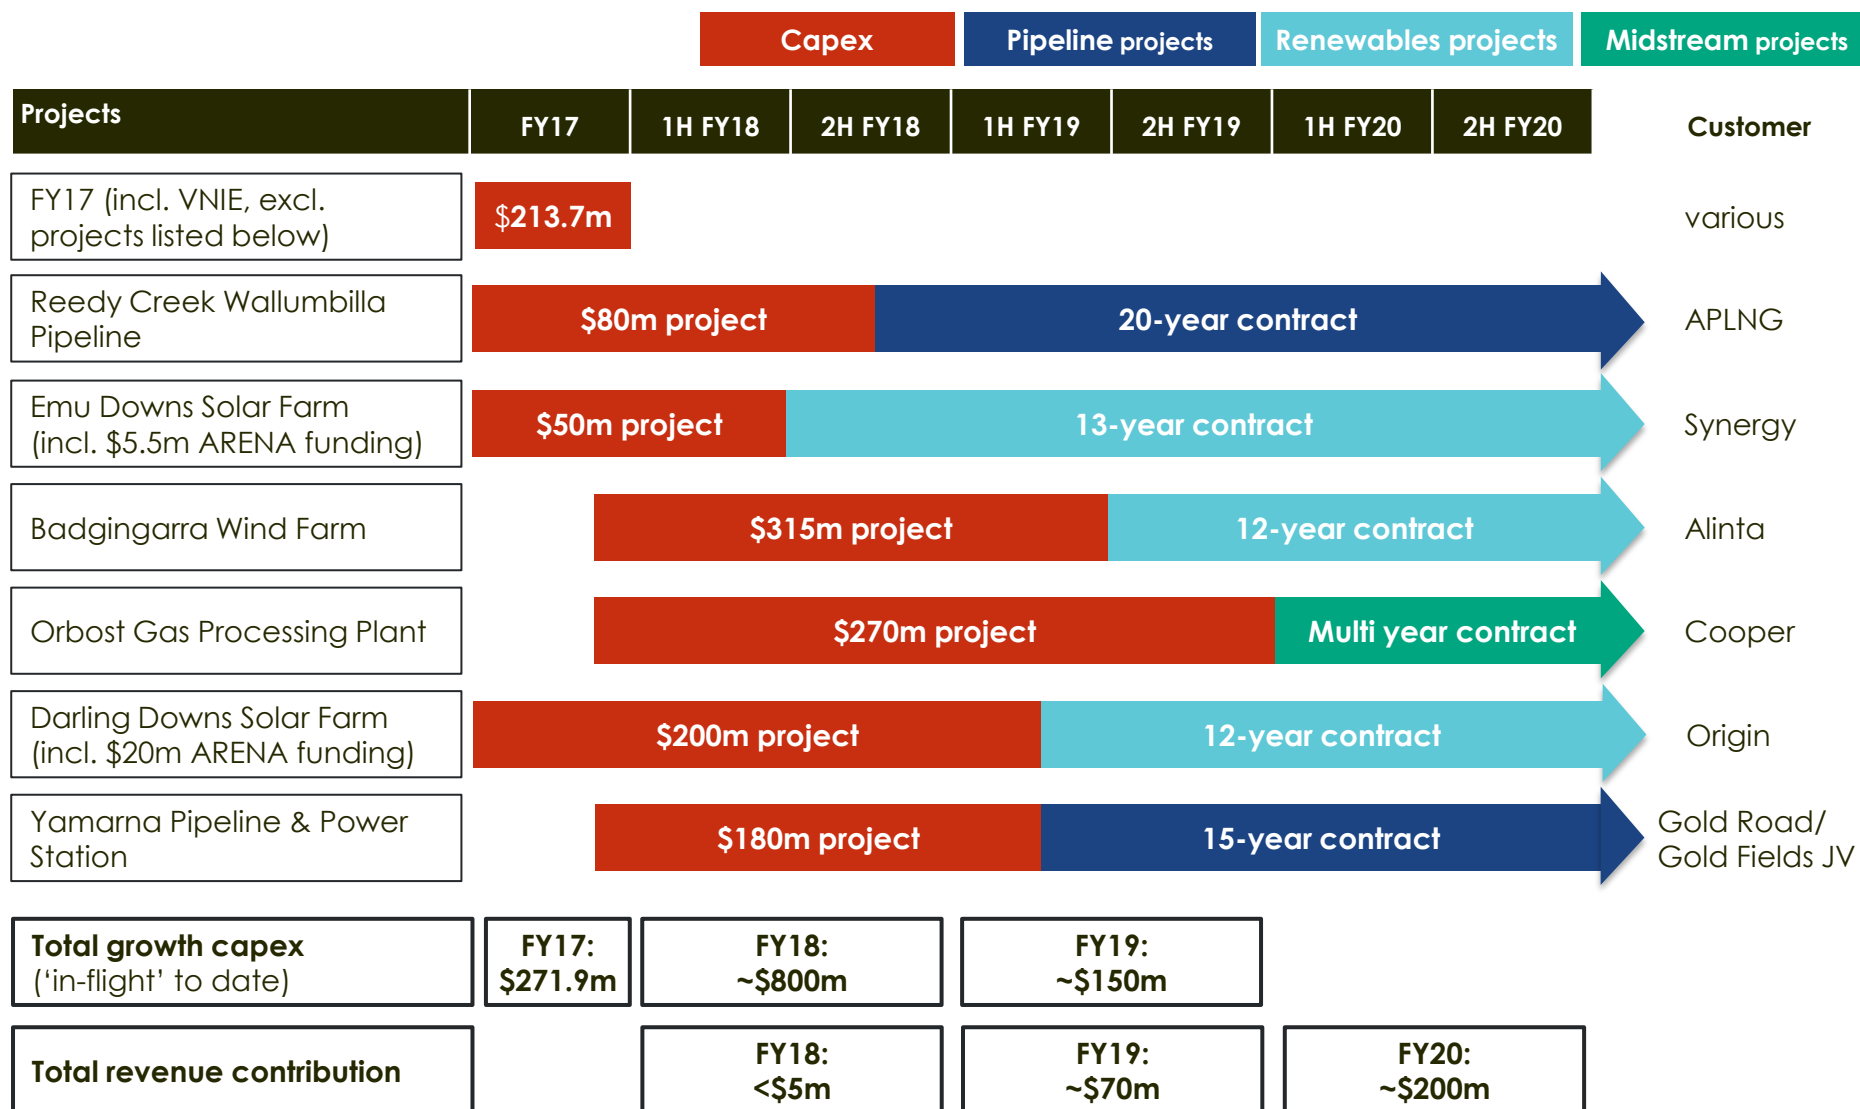 Capex
Pipeline projects
Renewables projects
Midstream projects
Projects
FY17
1H FY18
2H FY18
1H FY19
2H FY19
1H FY20
2H FY20
Customer
FY17 (incl. VNIE, excl.
projects listed below)
$213.7m
various
Reedy Creek Wallumbilla
Pipeline
$80m project
20-year contract
APLNG
Emu Downs Solar Farm
(incl. $5.5m ARENA funding)
$50m project
13-year contract
Synergy
Badgingarra Wind Farm
$315m project
12-year contract
Alinta
Orbost Gas Processing Plant
$270m project
Multi year contract
Cooper
Darling Downs Solar Farm
(incl. $20m ARENA funding)
$200m project
12-year contract
Origin
Yamarna Pipeline & Power
Station
$180m project
15-year contract
Gold Road/
Gold Fields JV
Total growth capex
(‘in-flight’ to date)
FY17:
$271.9m
FY18:
~$800m
FY19:
~$150m
Total revenue contribution
FY18:
<$5m
FY19:
~$70m
FY20:
~$200m